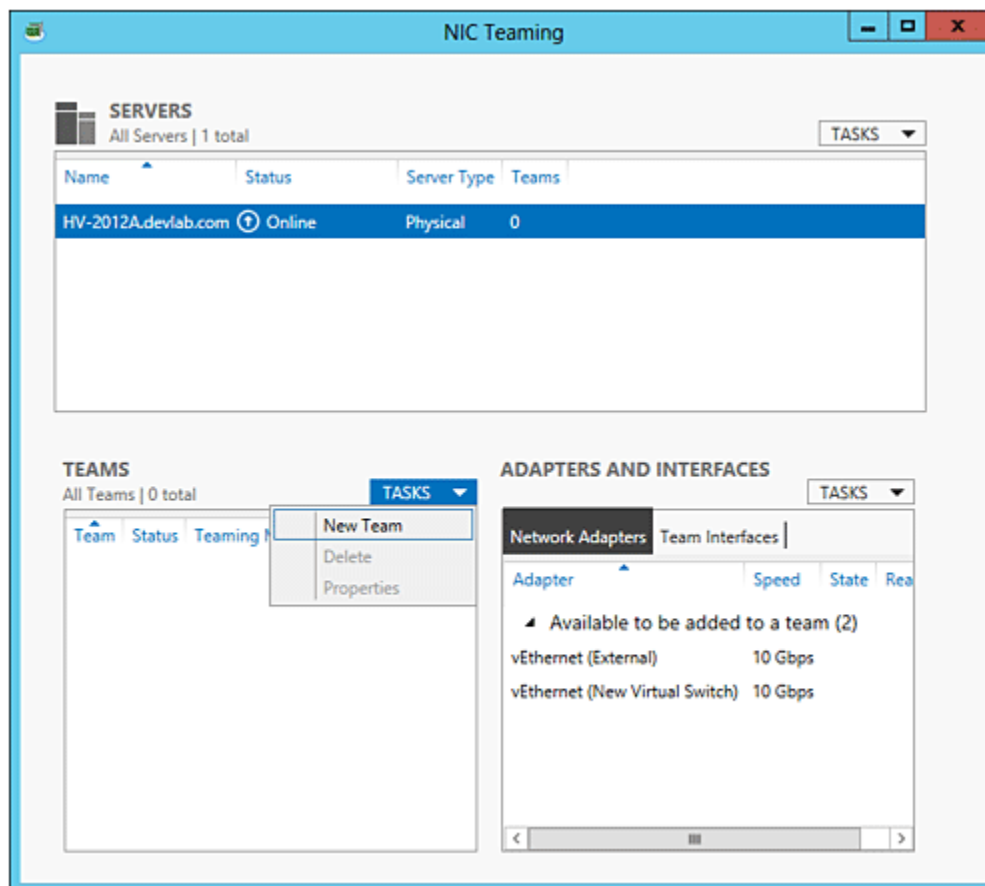 NIC Teaming
SERVERS
All Servers | 1 total
TASKS
Name Status Server Type Teams
HV-2012A.devlab.com Online Physical 0
TEAMS
All Teams | 0 total
TASKS
New Team
Delete
Properties
Team Status Teaming M
ADAPTERS AND INTERFACES
TASKS
Network Adapters Team Interfaces
Adapter Speed State Rea
Available to be added to a team (2)
vEthernet (External) 10 Gbps
vEthernet (New Virtual Switch) 10 Gbps